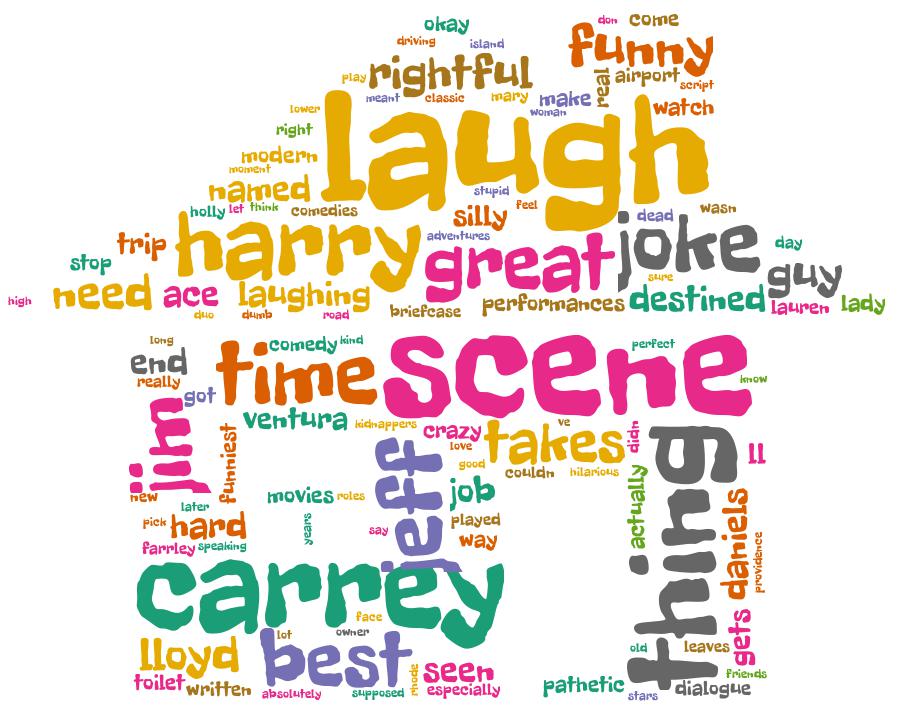 okay don come
driving island funny
play rightful real airport script
lower meant classic mary make woman watch
right laugh
modern moment
named stupid
holly let think comedies silly feel dead wasn
trip harry adventures great joke day
stop sure guy
high need ace laughing briefcase performances destined lauren lady
duo dumb road
long comedy kind scene perfect
end time know
really got
jim ventura kidnappers crazy ve takes didn thing ll
funniest jeff love good couldn hilarious
new movies roles job actually daniels
later years
pick hard say played
farrley speaking way providence
carrey
face gets
lloyd lot owner best old leaves
toilet written absolutely supposed rhode seen especially pathetic stars dialogue friends